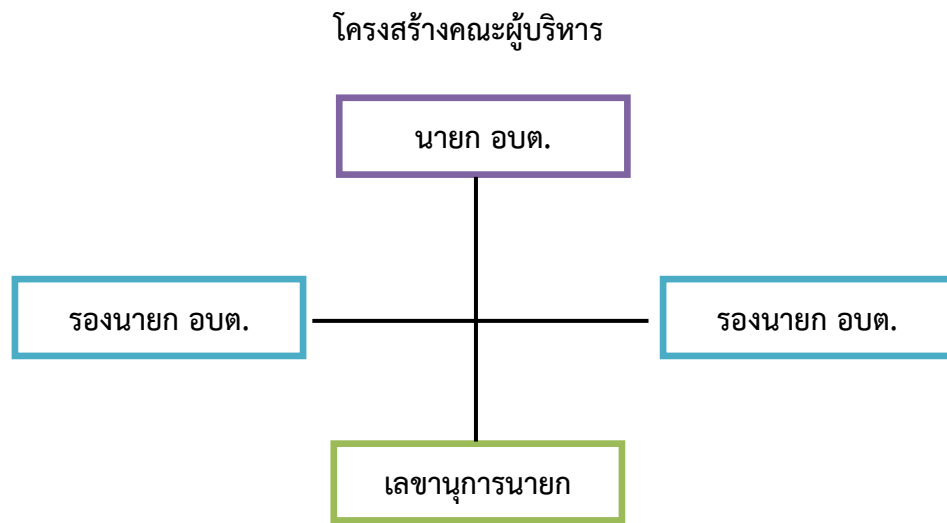 โครงสร้างคณะผู้บริหาร
นายก อบต.
รองนายก อบต.
รองนายก อบต.
เลขานุการนายก